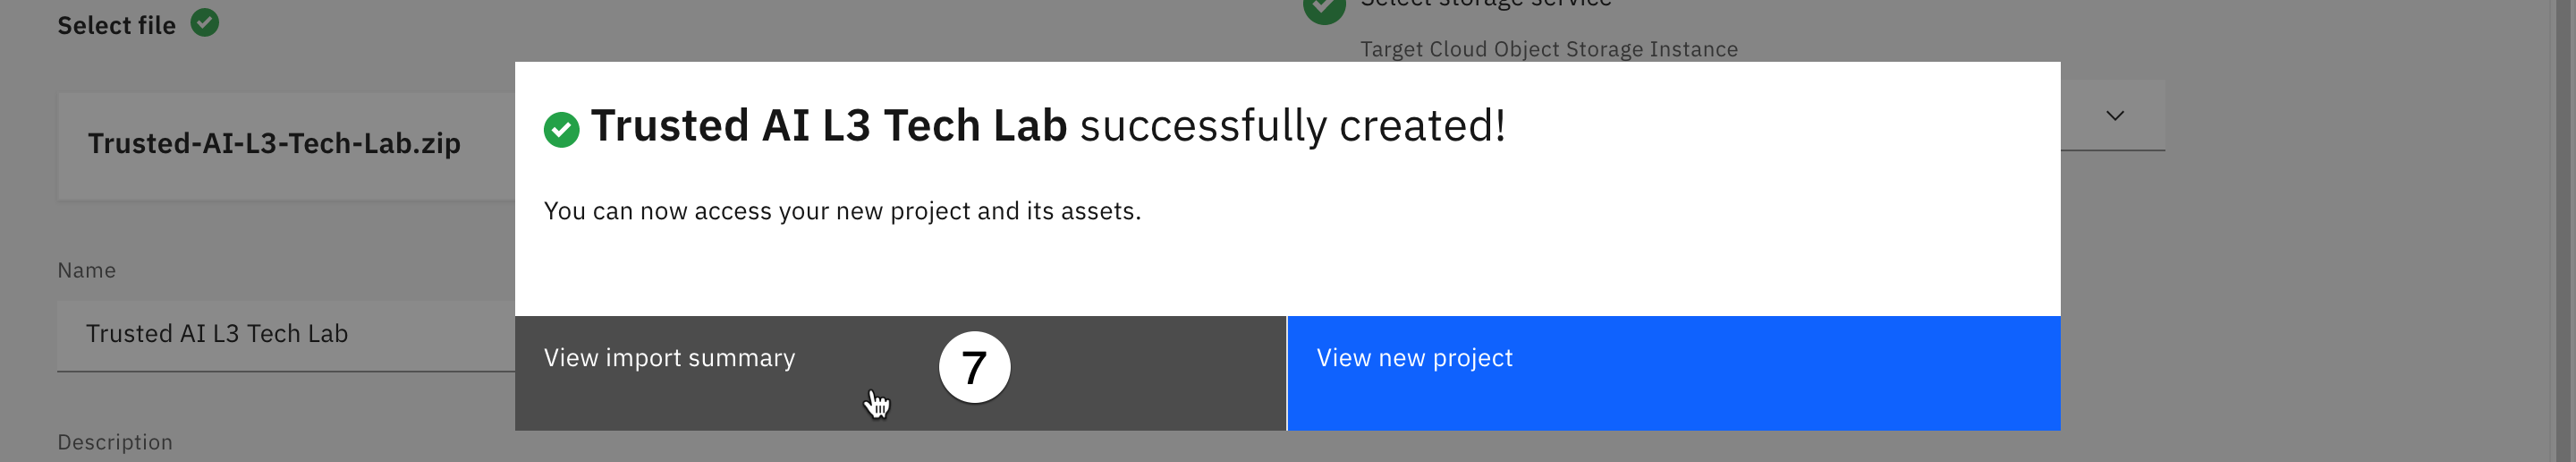 Select file
Select storage service
Target Cloud Object Storage Instance
Trusted-AI-L3-Tech-Lab.zip
Trusted AI L3 Tech Lab successfully created!
You can now access your new project and its assets.
Name
Trusted AI L3 Tech Lab
View import summary
7
View new project
Description